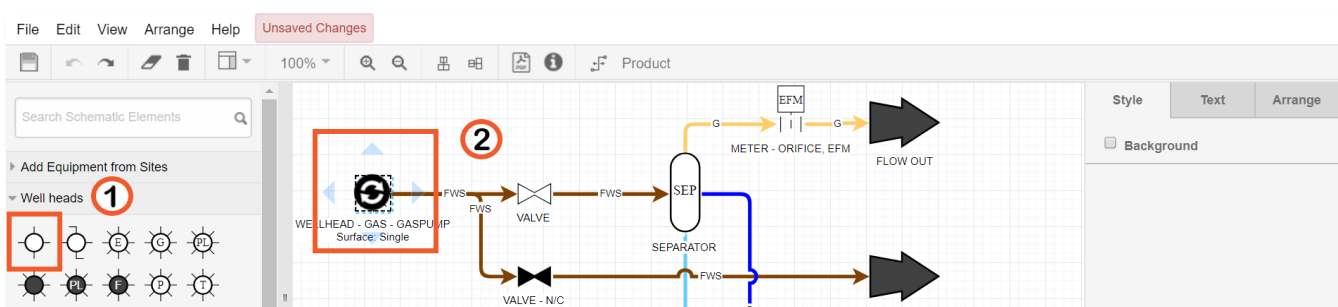 File Edit View Arrange Help Unsaved Changes
100% PDF i Product
Search Schematic Elements
Add Equipment from Sites
Well heads
1
E G PL
PL F P T
2
WELLHEAD - GAS - GASPUMP
Surface: Single
FWS
FWS
VALVE
FWS
VALVE - N/C
SEP
SEPARATOR
FWS
G
EFM
G
METER - ORIFICE, EFM
FLOW OUT
Style Text Arrange
Background